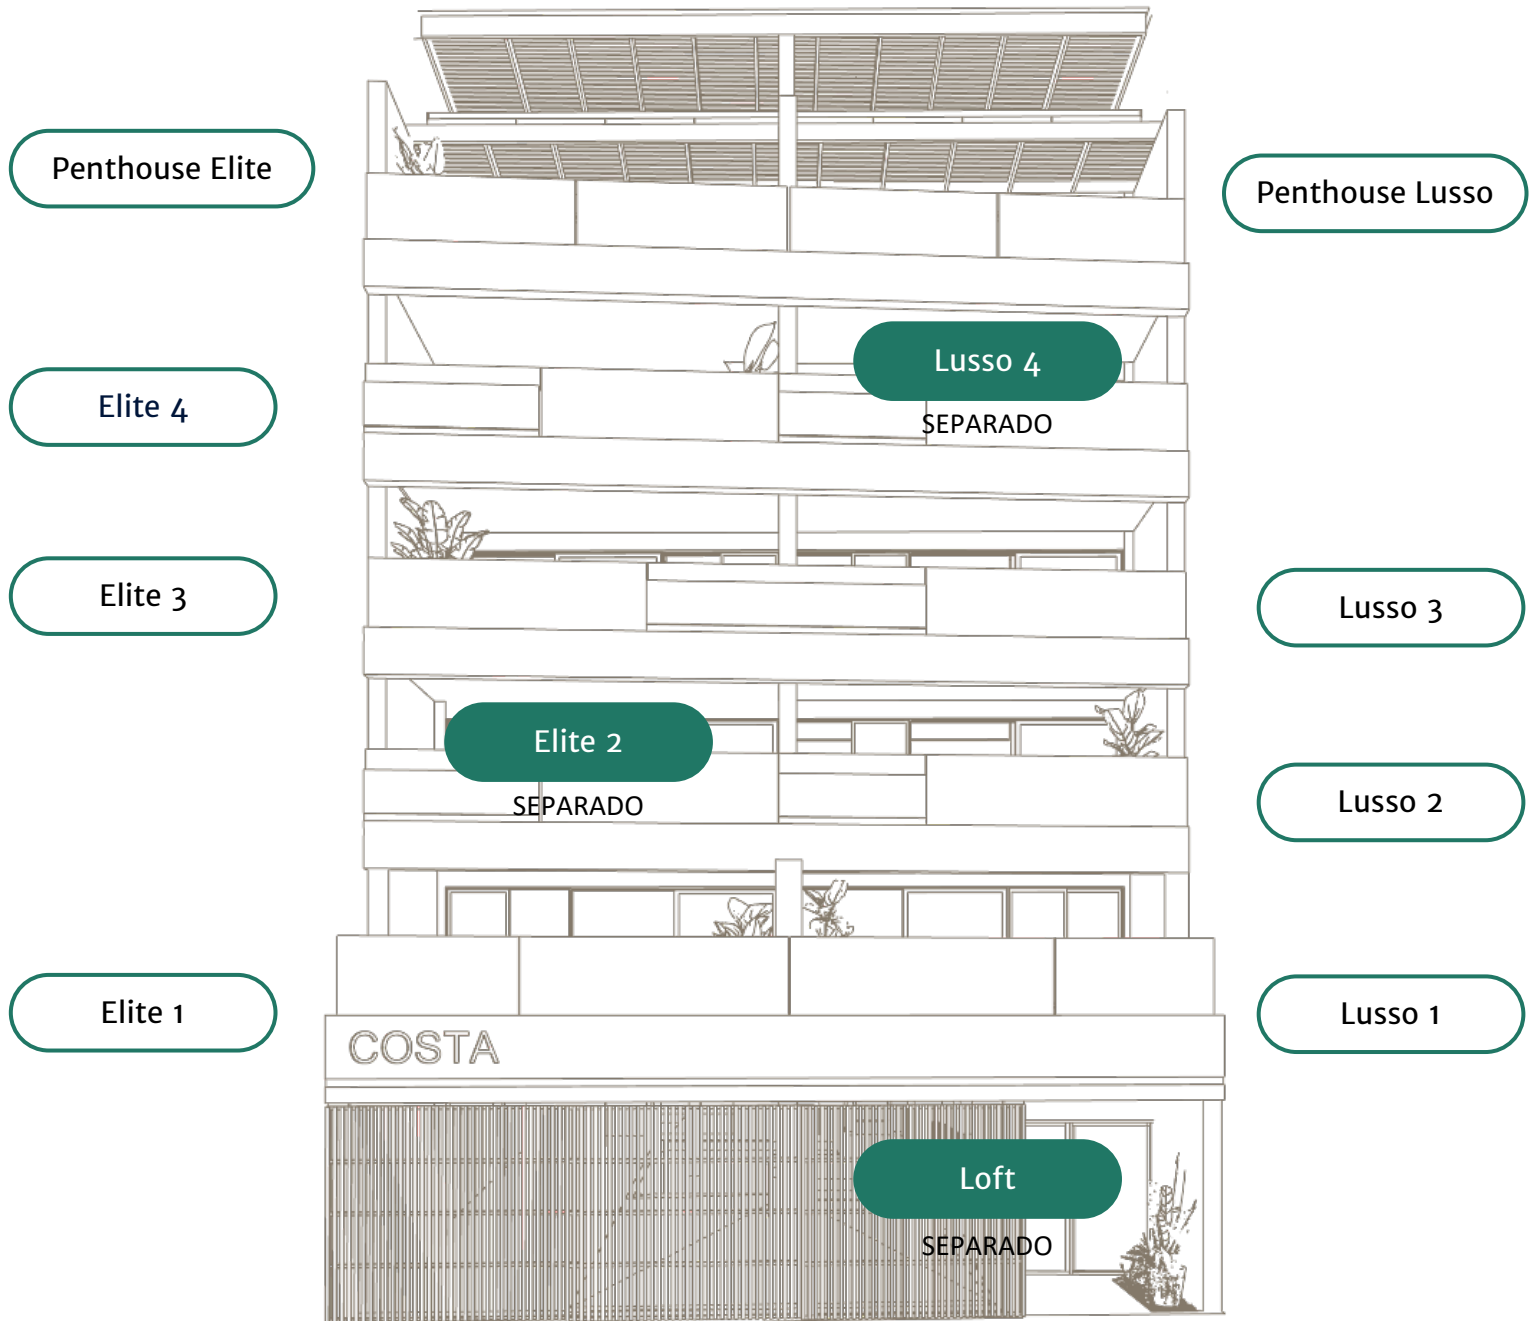 Penthouse Elite
Penthouse Lusso
Lusso 4
SEPARADO
Elite 4
Elite 3
Lusso 3
Elite 2
SEPARADO
Lusso 2
Elite 1
Lusso 1
COSTA
Loft
SEPARADO